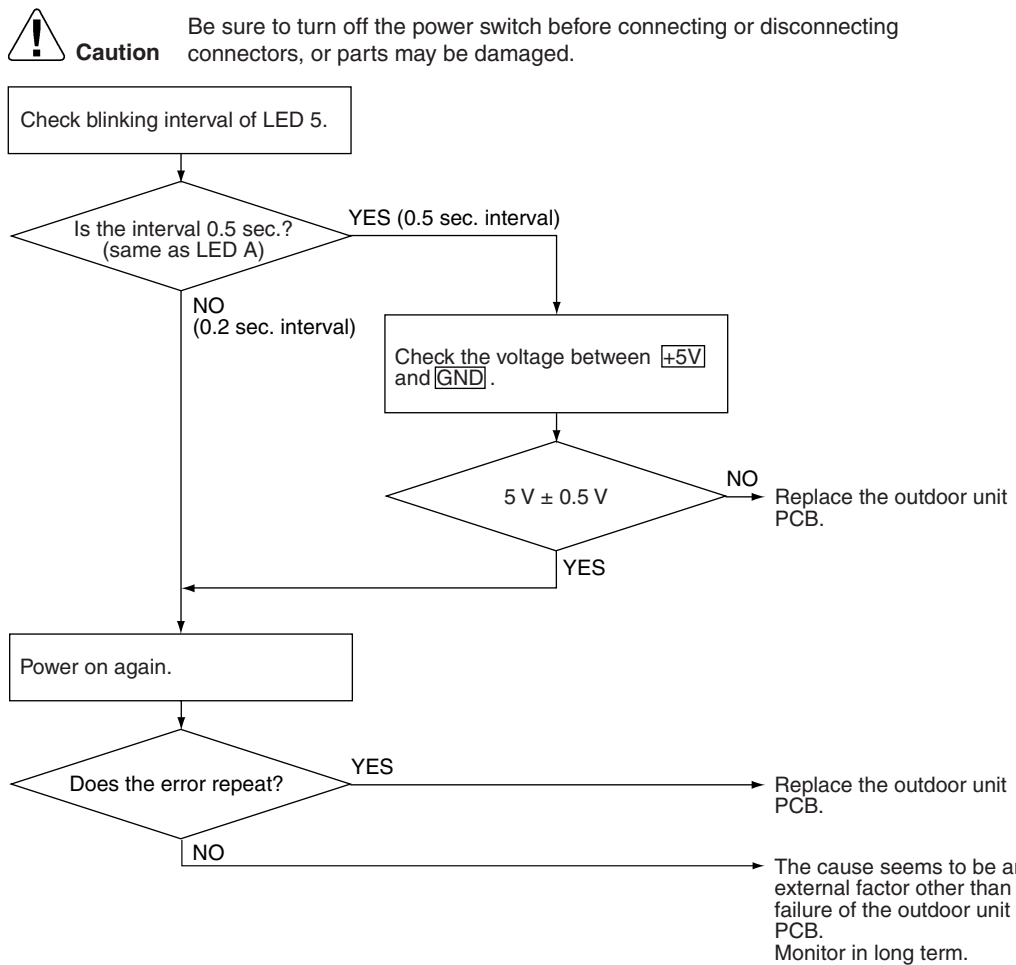 Be sure to turn off the power switch before connecting or disconnecting
Caution connectors, or parts may be damaged.
Check blinking interval of LED 5.
Is the interval 0.5 sec.?
(same as LED A)
YES (0.5 sec. interval)
NO
(0.2 sec. interval)
Check the voltage between +5V
and GND .
5 V ± 0.5 V
NO
Replace the outdoor unit
PCB.
YES
Power on again.
Does the error repeat?
YES
Replace the outdoor unit
PCB.
NO
The cause seems to be an
external factor other than
failure of the outdoor unit
PCB.
Monitor in long term.